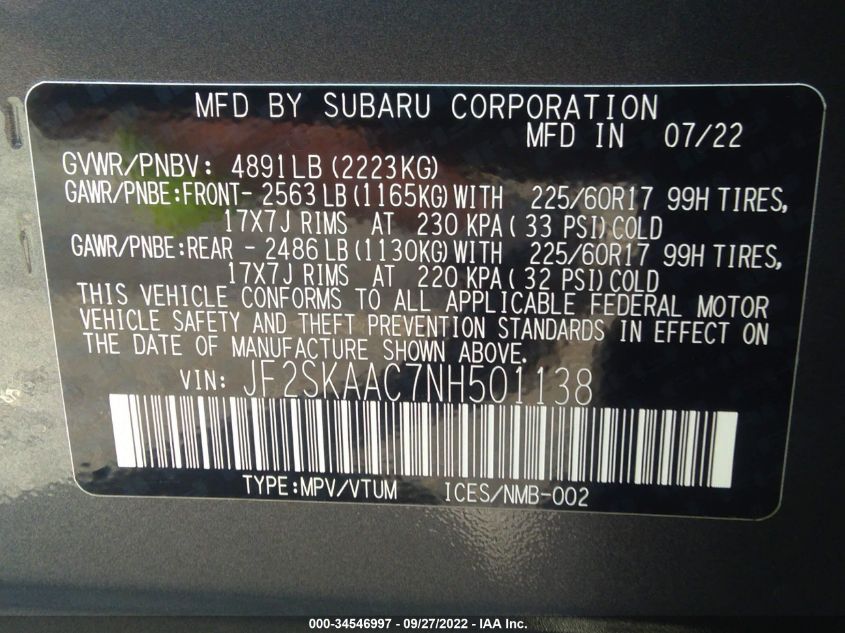 MFD BY SUBARU CORPORATION
MFD IN 07/22
GVWR/PNBV: 4891LB (2223KG)
GAWR/PNBE:FRONT- 2563 LB (1165KG) WITH 225/60R17 99H TIRES,
17X7J RIMS AT 230 KPA ( 33 PSI) COLD
GAWR/PNBE:REAR - 2486 LB (1130KG) WITH 225/60R17 99H TIRES,
17X7J RIMS AT 220 KPA ( 32 PSI) COLD
THIS VEHICLE CONFORMS TO ALL APPLICABLE FEDERAL MOTOR
VEHICLE SAFETY AND THEFT PREVENTION STANDARDS IN EFFECT ON
THE DATE OF MANUFACTURE SHOWN ABOVE.
VIN: JF2SKAAC7NH501138
TYPE:MPV/VTUM ICES/NMB-002
000-34546997 - 09/27/2022 - IAA Inc.